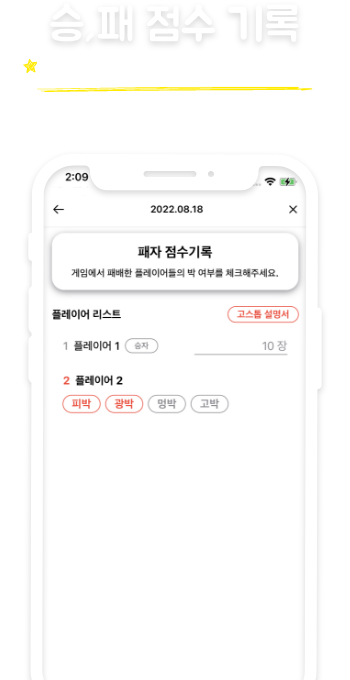 승,패 점수 기록
2:09
2022.08.18
패자 점수기록
게임에서 패배한 플레이어들의 박 여부를 체크해주세요.
플레이어 리스트 고스톱 설명서
1 플레이어 1 승자 10 장
2 플레이어 2
피박 광박 멍박 고박